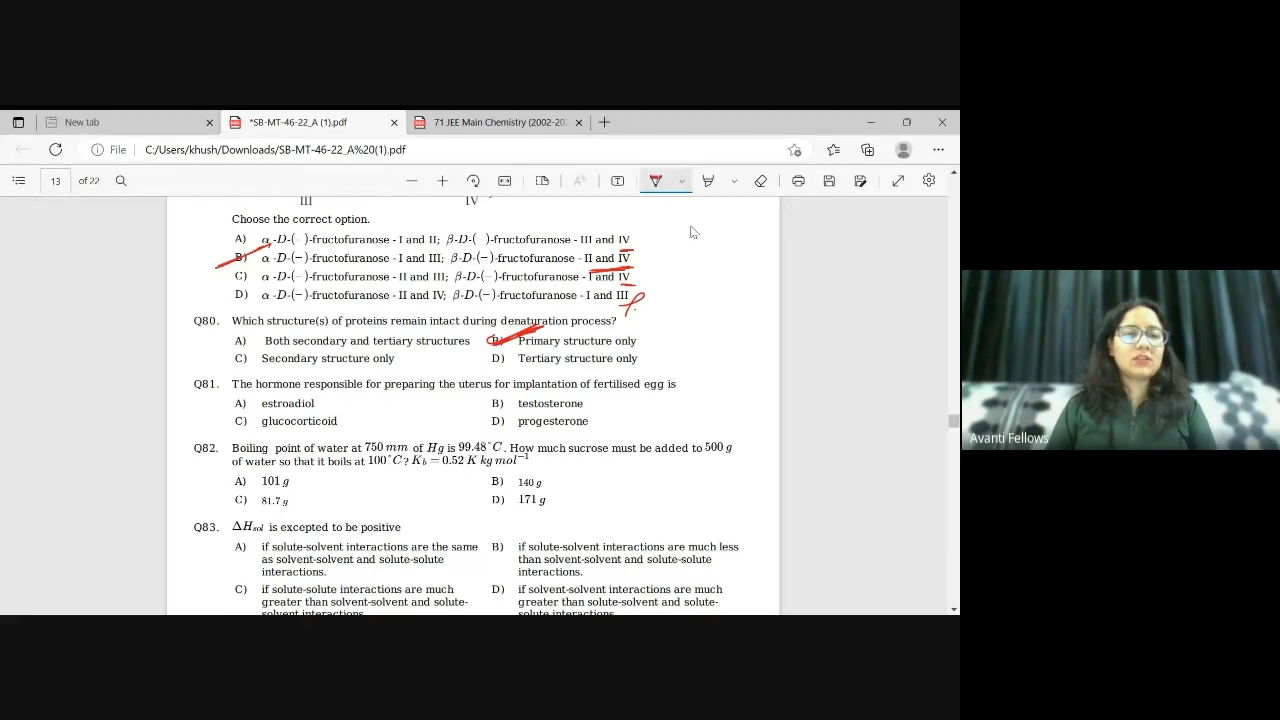 New tab
*SB-MT-46-22_A (1).pdf
71 JEE Main Chemistry (2002-20
File C:/Users/khush/Downloads/SB-MT-46-22_A%20(1).pdf
13 of 22
III IV
Choose the correct option.
A) α-D-(−)-fructofuranose - I and II; β-D-(−)-fructofuranose - III and IV
B) α-D-(−)-fructofuranose - I and III; β-D-(−)-fructofuranose - II and IV
C) α-D-(−)-fructofuranose - II and III; β-D-(−)-fructofuranose - I and IV
D) α-D-(−)-fructofuranose - II and IV; β-D-(−)-fructofuranose - I and III
Q80. Which structure(s) of proteins remain intact during denaturation process?
A) Both secondary and tertiary structures B) Primary structure only
C) Secondary structure only D) Tertiary structure only
Q81. The hormone responsible for preparing the uterus for implantation of fertilised egg is
A) estradiol B) testosterone
C) glucocorticoid D) progesterone
Q82. Boiling point of water at 750 mm of Hg is 99.48°C. How much sucrose must be added to 500 g
of water so that it boils at 100°C? K_b = 0.52 K kg mol⁻¹
A) 101 g B) 140 g
C) 81.7 g D) 171 g
Q83. ΔH_sol is excepted to be positive
A) if solute-solvent interactions are the same B) if solute-solvent interactions are much less
as solvent-solvent and solute-solute than solvent-solvent and solute-solute
interactions. interactions.
C) if solute-solute interactions are much D) if solvent-solvent interactions are much
greater than solvent-solvent and solute- greater than solute-solvent and solute-
solvent interactions solute interactions
Avanti Fellows